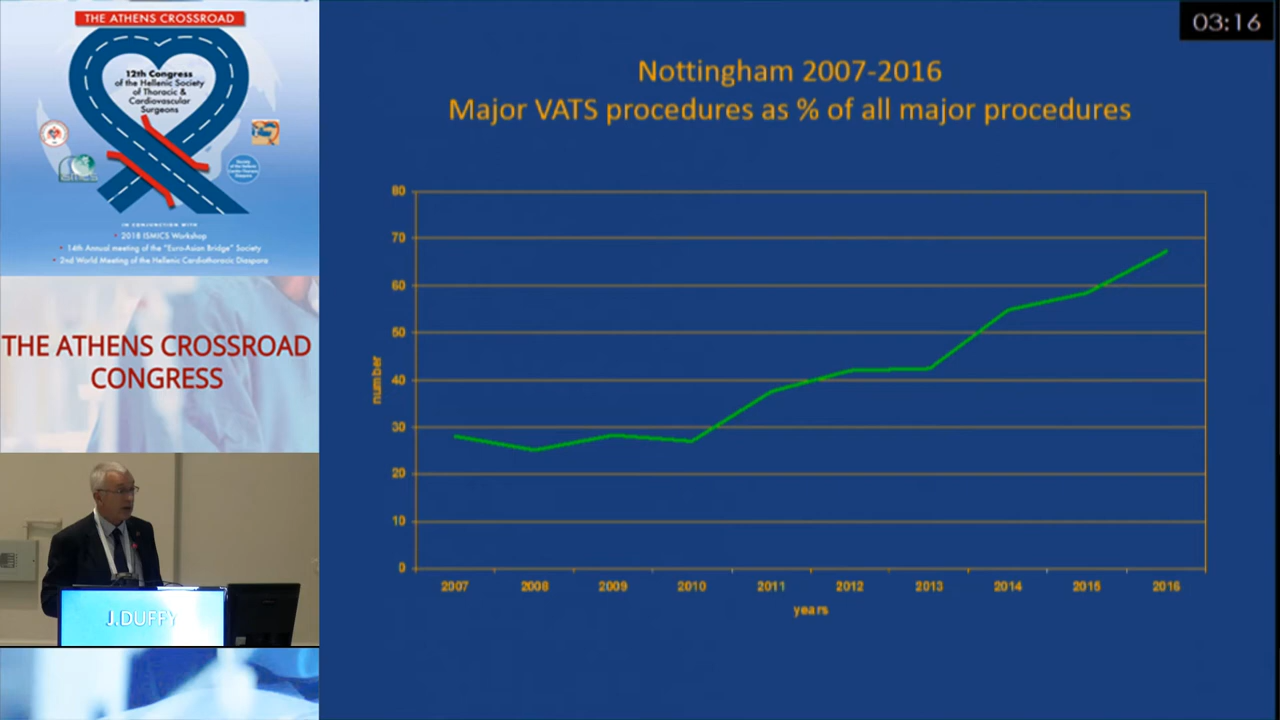 THE ATHENS CROSSROAD
12th Congress
of the Hellenic Society
of Thoracic &
Cardiovascular
Surgeons
IN CONJUNCTION WITH
• 2018 ISMICS Workshop
• 14th Annual meeting of the "Euro-Asian Bridge" Society
• 2nd World Meeting of the Hellenic Cardiothoracic Diaspora
THE ATHENS CROSSROAD
CONGRESS
J.DUFFY
03:16
Nottingham 2007-2016
Major VATS procedures as % of all major procedures
80
70
60
50
40
30
20
10
0
number
2007 2008 2009 2010 2011 2012 2013 2014 2015 2016
years